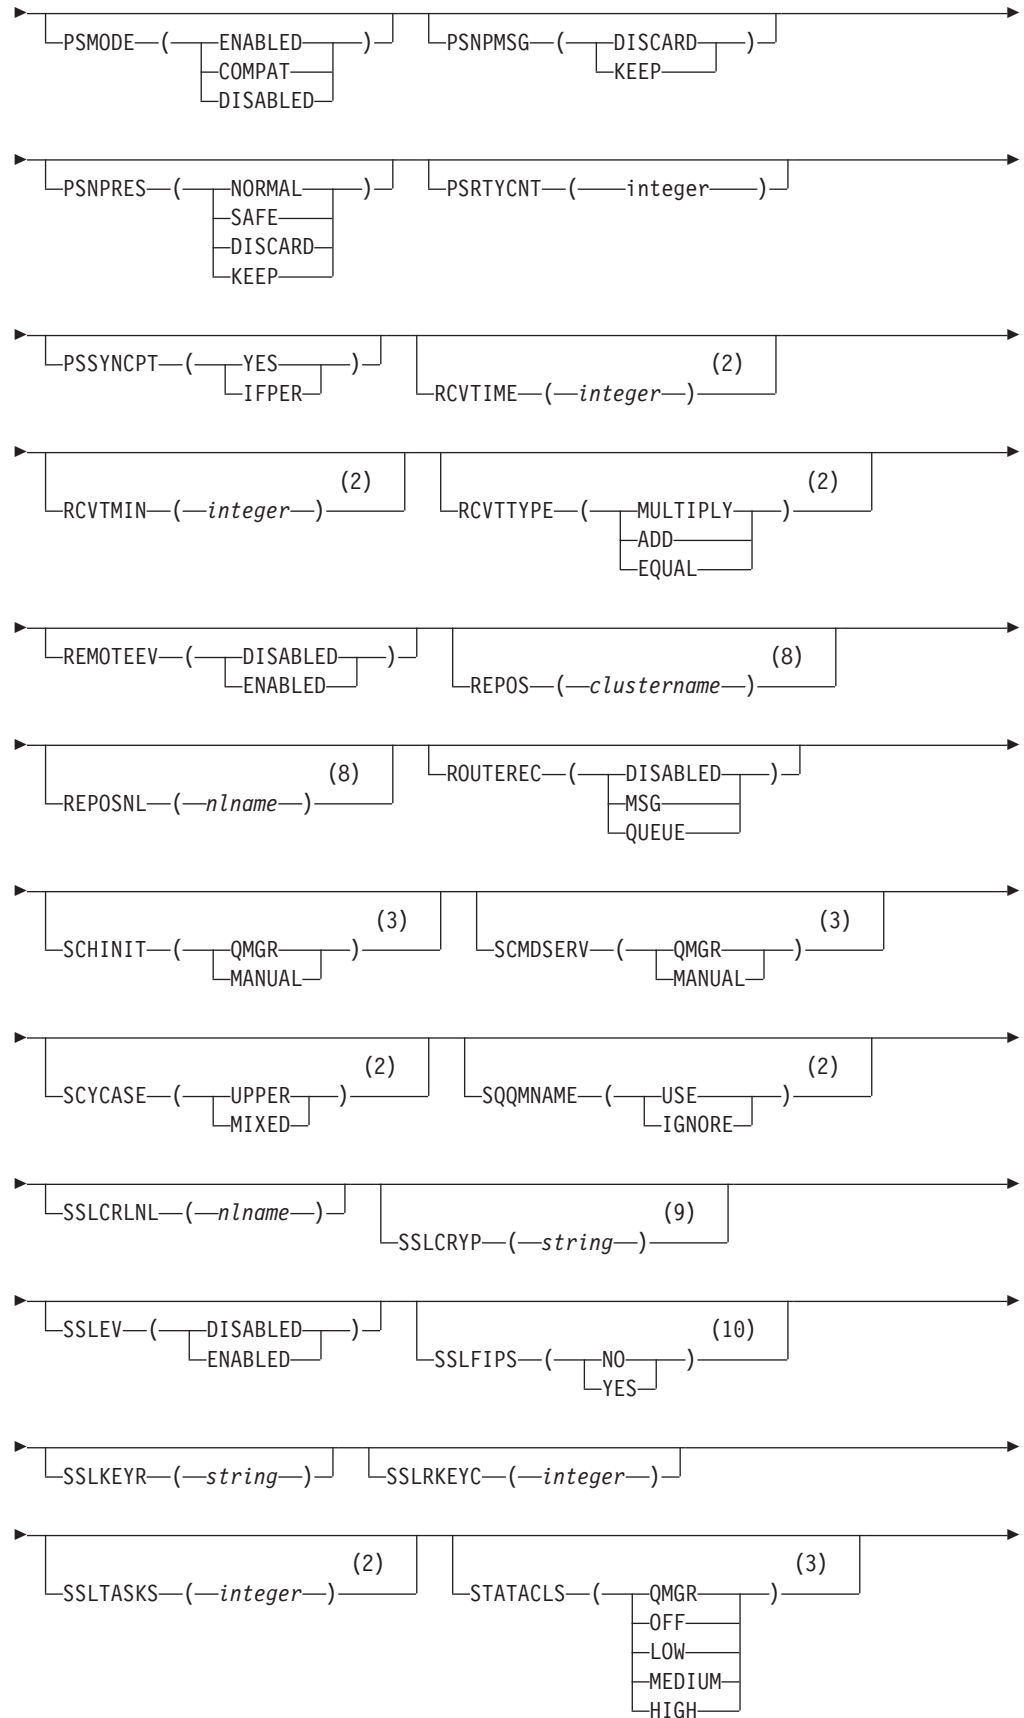 PSMODE ( ENABLED ) PSNPMSG ( DISCARD )
COMPAT KEEP
DISABLED
PSNPRES ( NORMAL ) PSRTYCNT ( integer )
SAFE
DISCARD
KEEP
PSSYNCPT ( YES ) (2)
IFPER RCVTIME ( integer )
(2) (2)
RCVTMIN ( integer ) RCVTTYPE ( MULTIPLY )
ADD
EQUAL
REMOTEEV ( DISABLED ) (8)
ENABLED REPOS ( clustername )
(8) ROUTEREC ( DISABLED )
REPOSNL ( nlname ) MSG
QUEUE
(3) (3)
SCHINIT ( QMGR ) SCMDSERV ( QMGR )
MANUAL MANUAL
(2) (2)
SCYCASE ( UPPER ) SQQMNAME ( USE )
MIXED IGNORE
SSLCRLNL ( nlname ) (9)
SSLCRYP ( string )
SSLEV ( DISABLED ) (10)
ENABLED SSLFIPS ( NO )
YES
SSLKEYR ( string ) SSLRKEYC ( integer )
(2) (3)
SSLTASKS ( integer ) STATACLS ( QMGR )
OFF
LOW
MEDIUM
HIGH